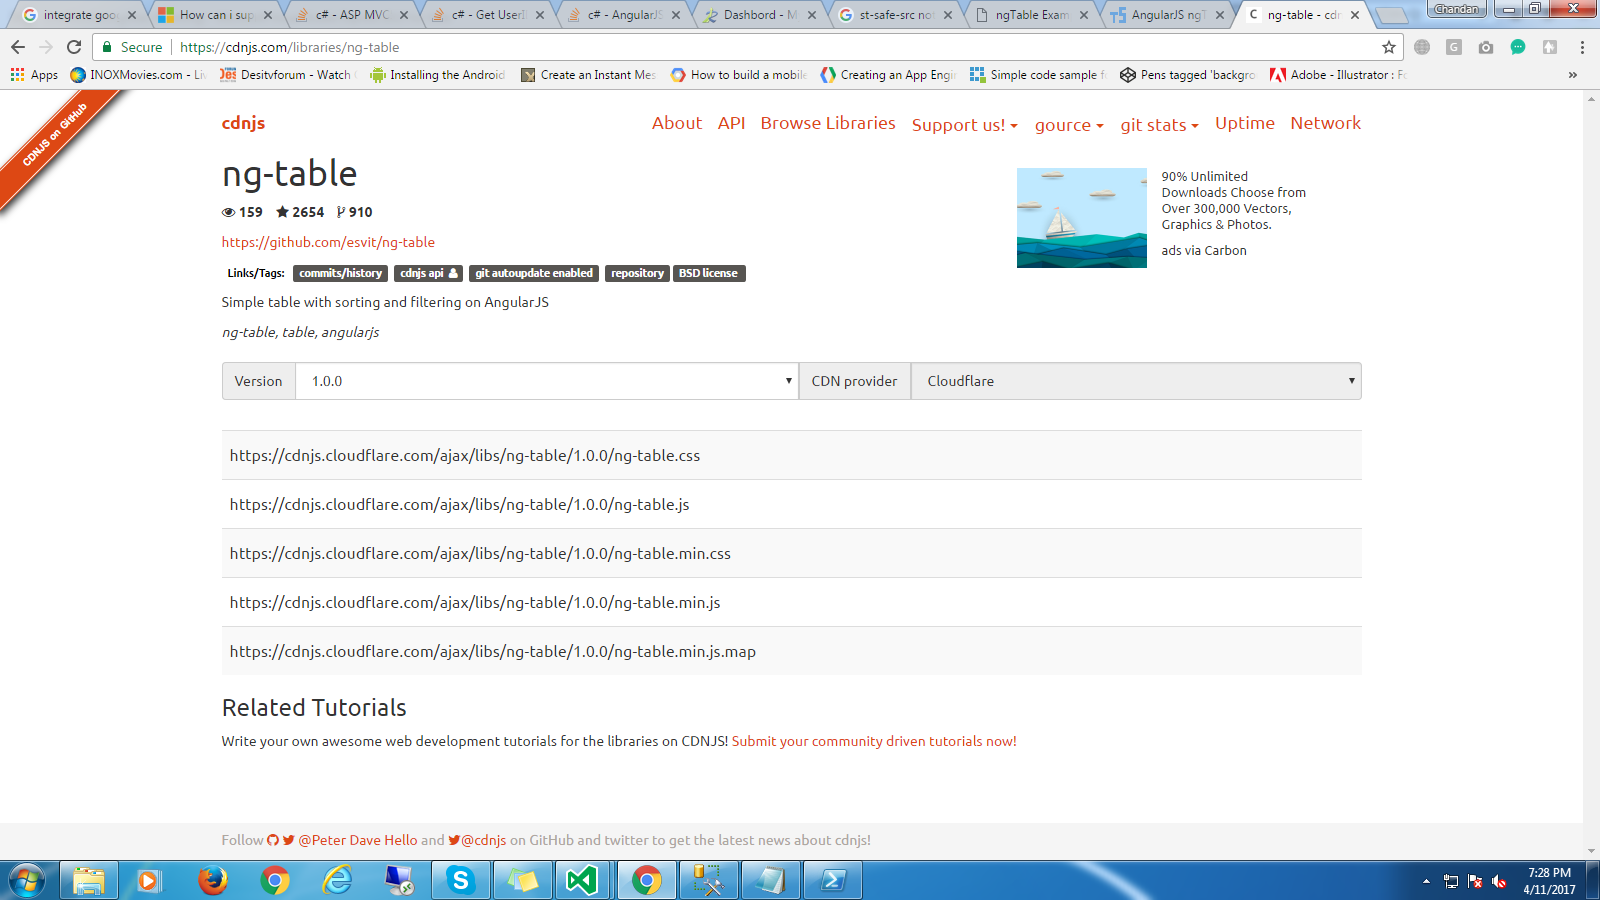 integrate goo
How can i sup
c# - ASP MVC
c# - Get UserI
c# - AngularJS
Dashbord - M
st-safe-src not
ngTable Exam
AngularJS ngT
ng-table - cdn
Chandan
Secure https://cdnjs.com/libraries/ng-table
Apps
INOXMovies.com - Liv
Desitvforum - Watch
Installing the Android
Create an Instant Mes
How to build a mobile
Creating an App Engi
Simple code sample f
Pens tagged 'backgro
Adobe - Illustrator : Fo
CDNJS on GitHub
cdnjs
About API Browse Libraries Support us! gource git stats Uptime Network
ng-table
159 2654 910
https://github.com/esvit/ng-table
Links/Tags: commits/history cdnjs api git autoupdate enabled repository BSD license
Simple table with sorting and filtering on AngularJS
ng-table, table, angularjs
90% Unlimited
Downloads Choose from
Over 300,000 Vectors,
Graphics & Photos.
ads via Carbon
Version 1.0.0 CDN provider Cloudflare
https://cdnjs.cloudflare.com/ajax/libs/ng-table/1.0.0/ng-table.css
https://cdnjs.cloudflare.com/ajax/libs/ng-table/1.0.0/ng-table.js
https://cdnjs.cloudflare.com/ajax/libs/ng-table/1.0.0/ng-table.min.css
https://cdnjs.cloudflare.com/ajax/libs/ng-table/1.0.0/ng-table.min.js
https://cdnjs.cloudflare.com/ajax/libs/ng-table/1.0.0/ng-table.min.js.map
Related Tutorials
Write your own awesome web development tutorials for the libraries on CDNJS! Submit your community driven tutorials now!
Follow @Peter Dave Hello and @cdnjs on GitHub and twitter to get the latest news about cdnjs!
7:28 PM
4/11/2017